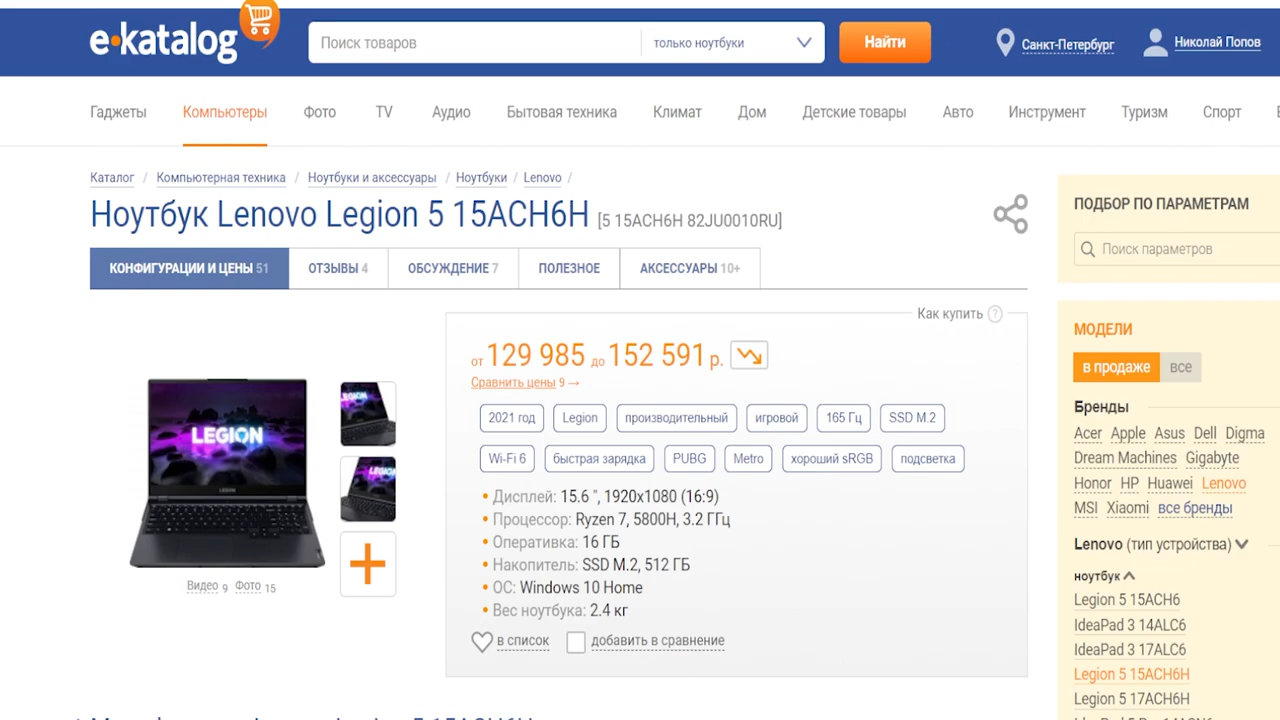 e·katalog
Поиск товаров
только ноутбуки
Найти
Санкт-Петербург
Николай Попов
Гаджеты Компьютеры Фото TV Аудио Бытовая техника Климат Дом Детские товары Авто Инструмент Туризм Спорт
Каталог / Компьютерная техника / Ноутбуки и аксессуары / Ноутбуки / Lenovo /
Ноутбук Lenovo Legion 5 15ACH6H [5 15ACH6H 82JU0010RU]
КОНФИГУРАЦИИ И ЦЕНЫ 51 ОТЗЫВЫ 4 ОБСУЖДЕНИЕ 7 ПОЛЕЗНОЕ АКСЕССУАРЫ 10+
Как купить ?
от 129 985 до 152 591 р.
Сравнить цены 9 →
2021 год Legion производительный игровой 165 Гц SSD M.2
Wi-Fi 6 быстрая зарядка PUBG Metro хороший sRGB подсветка
• Дисплей: 15.6 ", 1920x1080 (16:9)
• Процессор: Ryzen 7, 5800H, 3.2 ГГц
• Оперативка: 16 ГБ
• Накопитель: SSD M.2, 512 ГБ
• ОС: Windows 10 Home
• Вес ноутбука: 2.4 кг
в список добавить в сравнение
LEGION
Видео 9 Фото 15
ПОДБОР ПО ПАРАМЕТРАМ
Поиск параметров
МОДЕЛИ
в продаже все
Бренды
Acer Apple Asus Dell Digma
Dream Machines Gigabyte
Honor HP Huawei Lenovo
MSI Xiaomi все бренды
Lenovo (тип устройства)
ноутбук
Legion 5 15ACH6
IdeaPad 3 14ALC6
IdeaPad 3 17ALC6
Legion 5 15ACH6H
Legion 5 17ACH6H